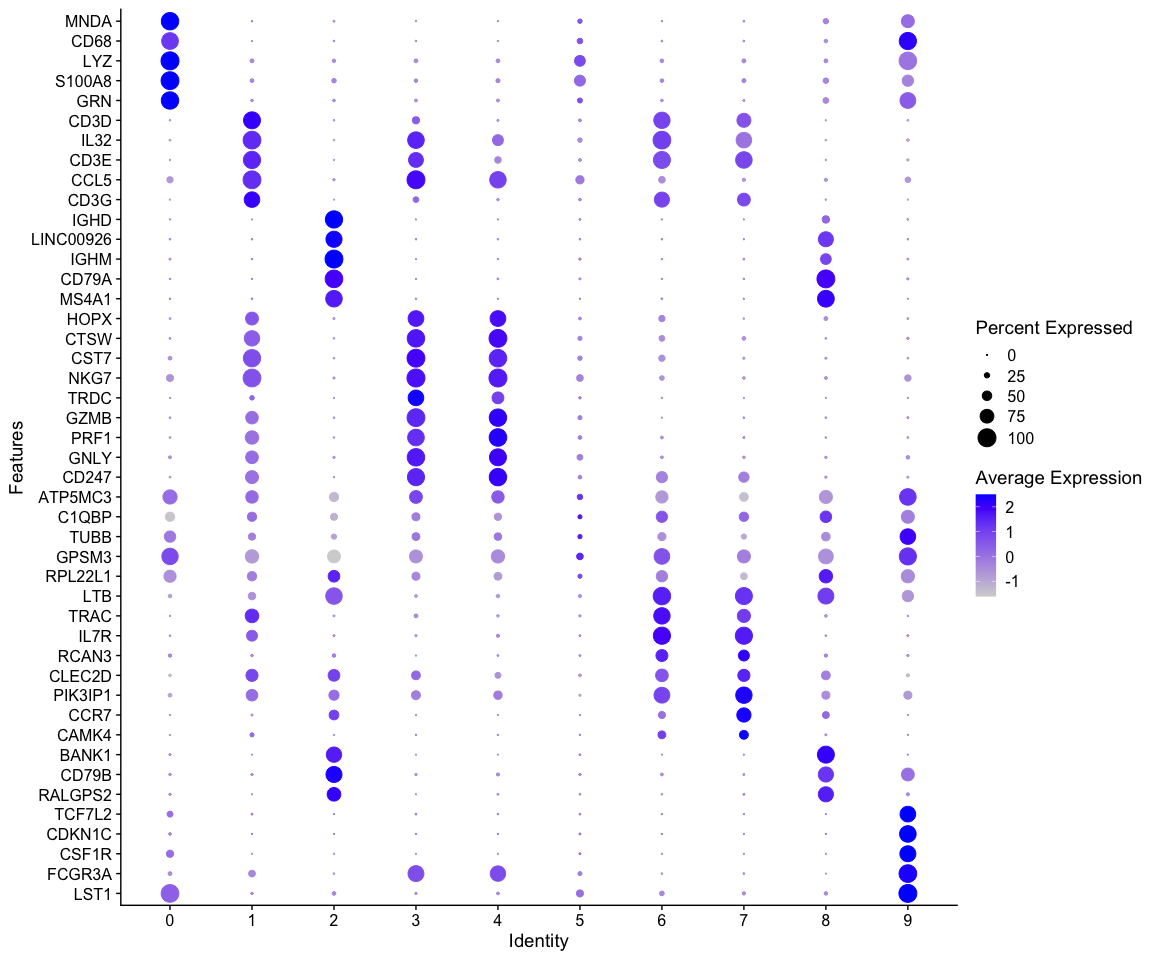 MNDA
CD68
LYZ
S100A8
GRN
CD3D
IL32
CD3E
CCL5
CD3G
IGHD
LINC00926
IGHM
CD79A
MS4A1
HOPX
CTSW
CST7
NKG7
TRDC
GZMB
PRF1
GNLY
CD247
ATP5MC3
C1QBP
TUBB
GPSM3
RPL22L1
LTB
TRAC
IL7R
RCAN3
CLEC2D
PIK3IP1
CCR7
CAMK4
BANK1
CD79B
RALGPS2
TCF7L2
CDKN1C
CSF1R
FCGR3A
LST1
Features
0 1 2 3 4 5 6 7 8 9
Identity
Percent Expressed
0
25
50
75
100
Average Expression
2
1
0
-1